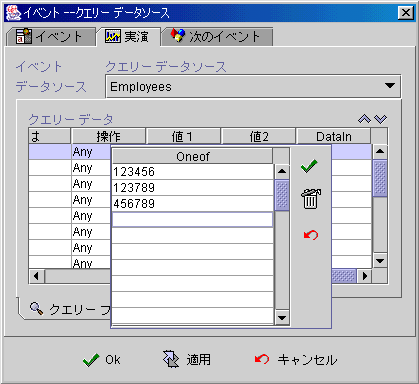 イベント --クエリー データソース
イベント 実演 次のイベント
イベント クエリー データソース
データソース Employees
クエリー データ
ま 操作 値1 値2 DataIn
Any
Any
Any
Any
Any
Any
Any
Any
Oneof
123456
123789
456789
クエリー フ
Ok 適用 キャンセル